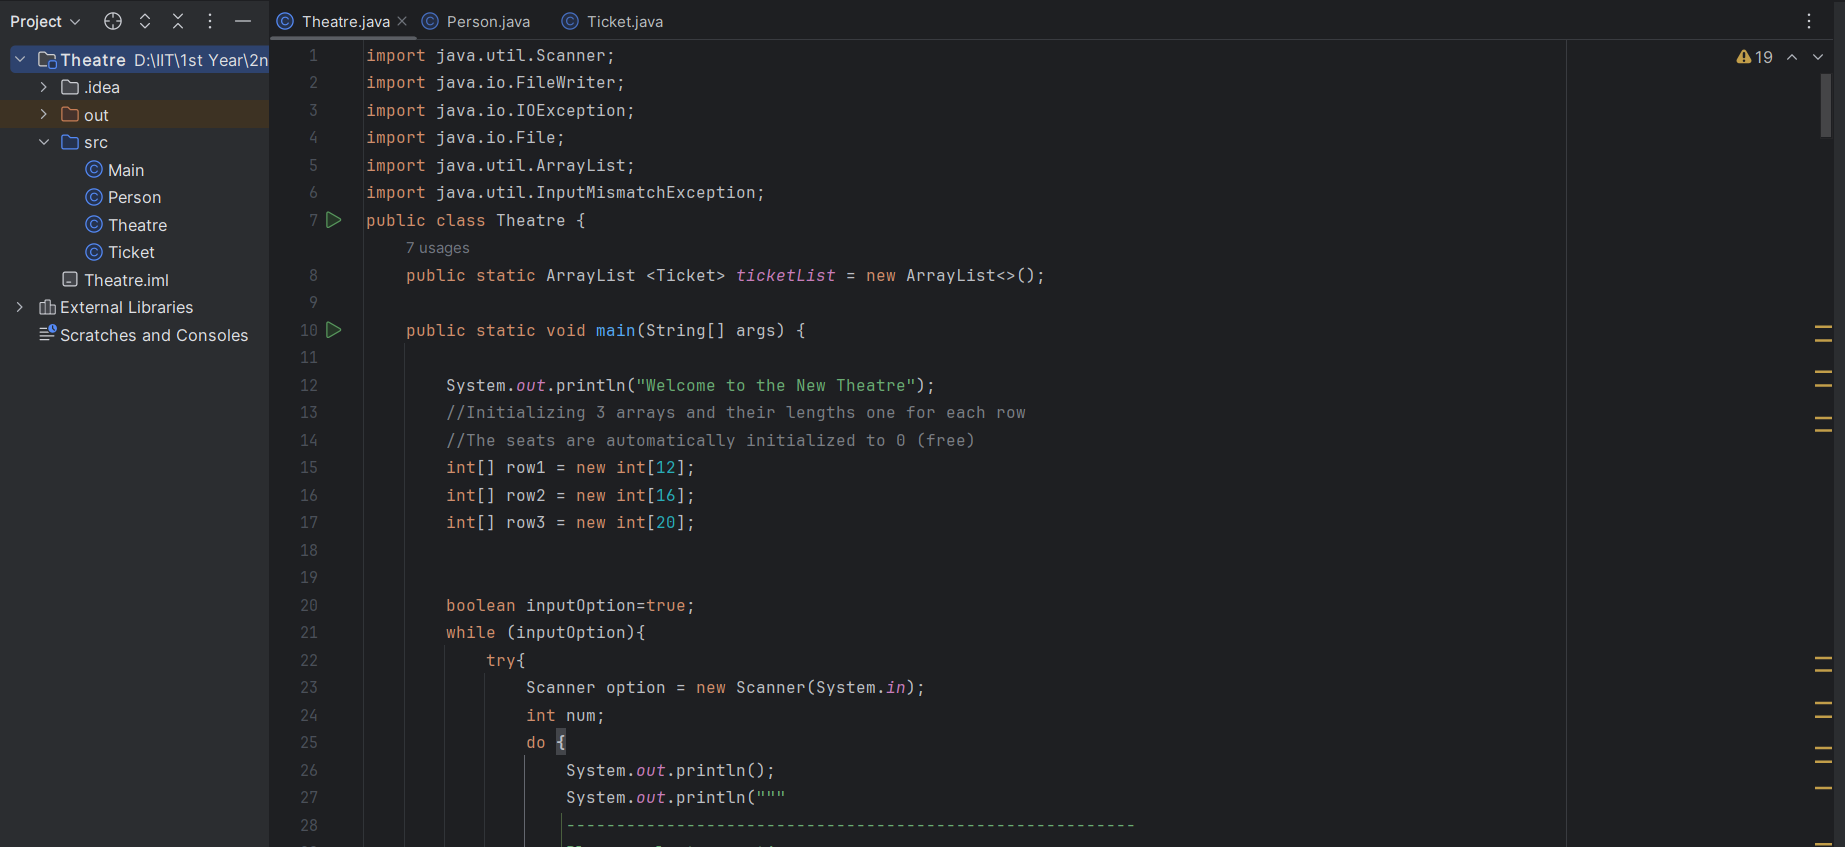 Project
Theatre D:\IIT\1st Year\2n
.idea
out
src
Main
Person
Theatre
Ticket
Theatre.iml
External Libraries
Scratches and Consoles
Theatre.java Person.java Ticket.java
19
1 import java.util.Scanner;
2 import java.io.FileWriter;
3 import java.io.IOException;
4 import java.io.File;
5 import java.util.ArrayList;
6 import java.util.InputMismatchException;
7 public class Theatre {
7 usages
8 public static ArrayList <Ticket> ticketList = new ArrayList<>();
9
10 public static void main(String[] args) {
11
12 System.out.println("Welcome to the New Theatre");
13 //Initializing 3 arrays and their lengths one for each row
14 //The seats are automatically initialized to 0 (free)
15 int[] row1 = new int[12];
16 int[] row2 = new int[16];
17 int[] row3 = new int[20];
18
19
20 boolean inputOption=true;
21 while (inputOption){
22 try{
23 Scanner option = new Scanner(System.in);
24 int num;
25 do {
26 System.out.println();
27 System.out.println("""
28 ---------------------------------------------------------